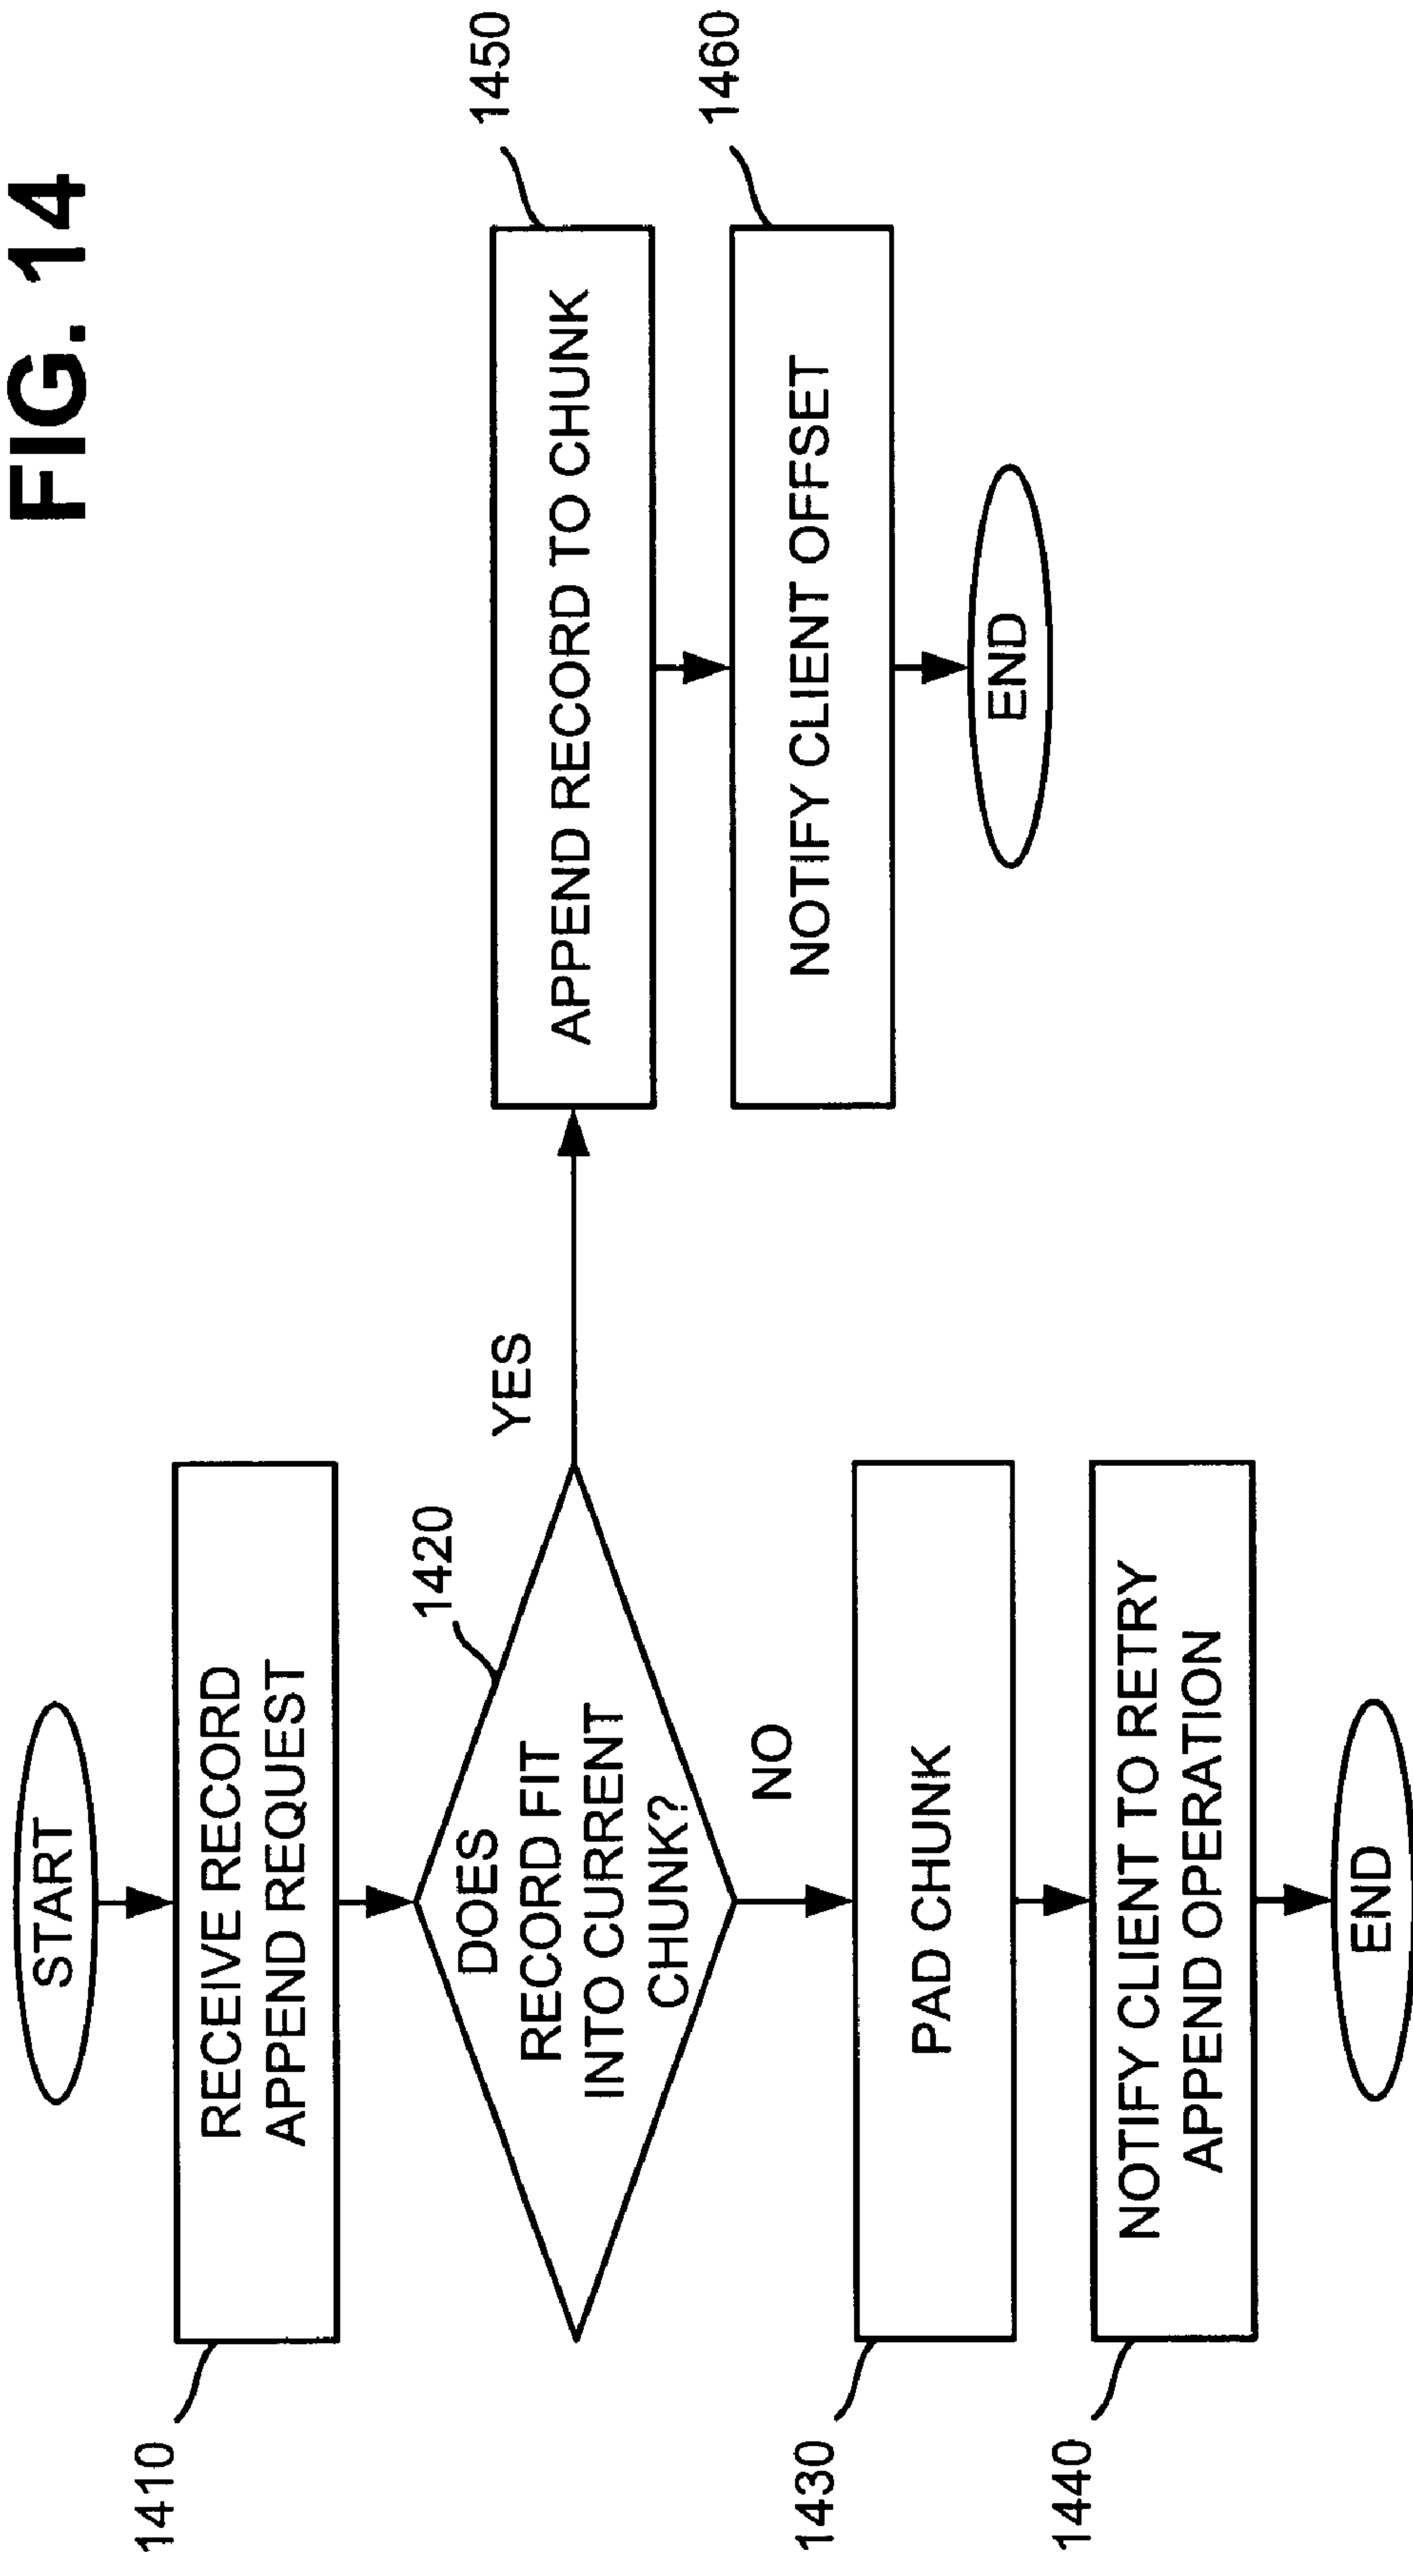 FIG. 14
START
1410
RECEIVE RECORD
APPEND REQUEST
1420
DOES
RECORD FIT
INTO CURRENT
CHUNK?
YES
NO
1430
PAD CHUNK
1440
NOTIFY CLIENT TO RETRY
APPEND OPERATION
END
1450
APPEND RECORD TO CHUNK
1460
NOTIFY CLIENT OFFSET
END